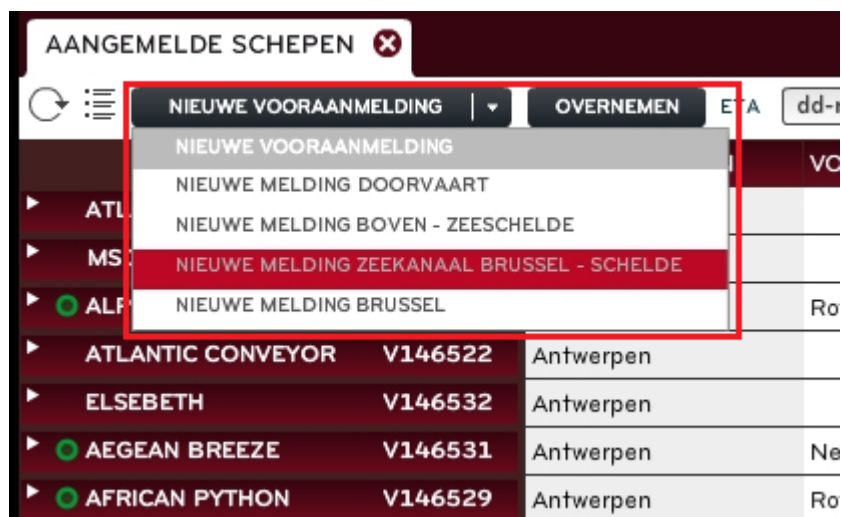 AANGEMELDE SCHEPEN
NIEUWE VOORAANMELDING OVERNEMEN ETA
NIEUWE VOORAANMELDING
NIEUWE MELDING DOORVAART
NIEUWE MELDING BOVEN - ZEESCHELDE
NIEUWE MELDING ZEEKANAAL BRUSSEL - SCHELDE
NIEUWE MELDING BRUSSEL
ATLANTIC CONVEYOR V146522 Antwerpen
ELSEBETH V146532 Antwerpen
AEGEAN BREEZE V146531 Antwerpen Ne
AFRICAN PYTHON V146529 Antwerpen